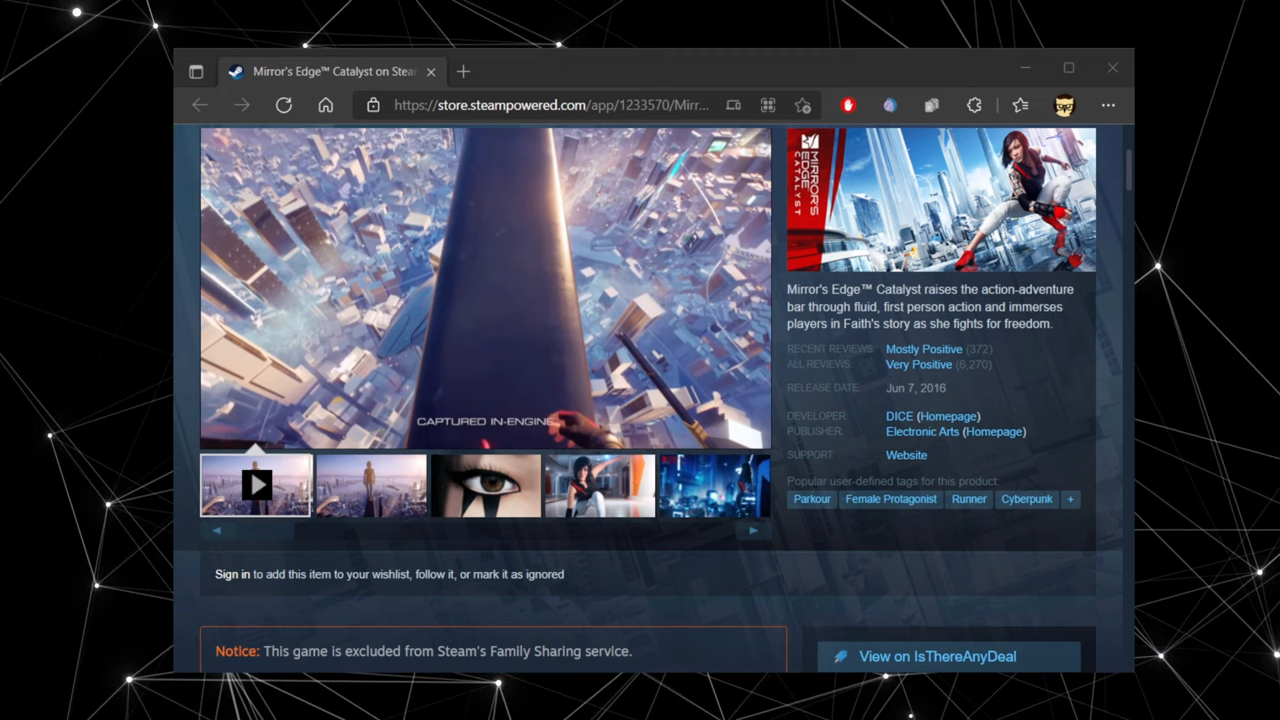 Mirror's Edge™ Catalyst on Stea
https://store.steampowered.com/app/1233570/Mirr...
CAPTURED IN-ENGINE
MIRRORS
EDGE
CATALYST
Mirror's Edge™ Catalyst raises the action-adventure
bar through fluid, first person action and immerses
players in Faith's story as she fights for freedom.
RECENT REVIEWS: Mostly Positive (372)
ALL REVIEWS: Very Positive (6,270)
RELEASE DATE: Jun 7, 2016
DEVELOPER: DICE (Homepage)
PUBLISHER: Electronic Arts (Homepage)
SUPPORT: Website
Popular user-defined tags for this product:
Parkour Female Protagonist Runner Cyberpunk +
Sign in to add this item to your wishlist, follow it, or mark it as ignored
Notice: This game is excluded from Steam's Family Sharing service.
View on IsThereAnyDeal